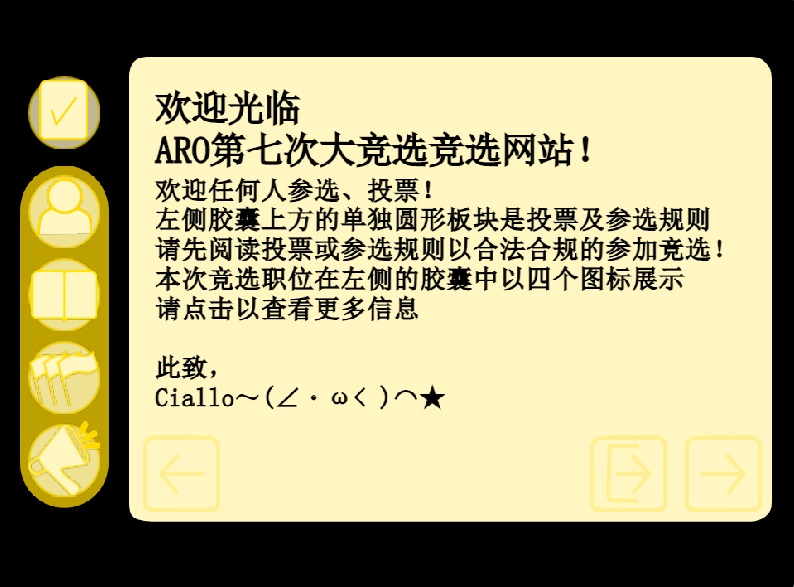 欢迎光临
ARO第七次大竞选竞选网站！
欢迎任何人参选、投票！
左侧胶囊上方的单独圆形板块是投票及参选规则
请先阅读投票或参选规则以合法合规的参加竞选！
本次竞选职位在左侧的胶囊中以四个图标展示
请点击以查看更多信息
此致，
Ciallo～(∠・ω< )⌒★